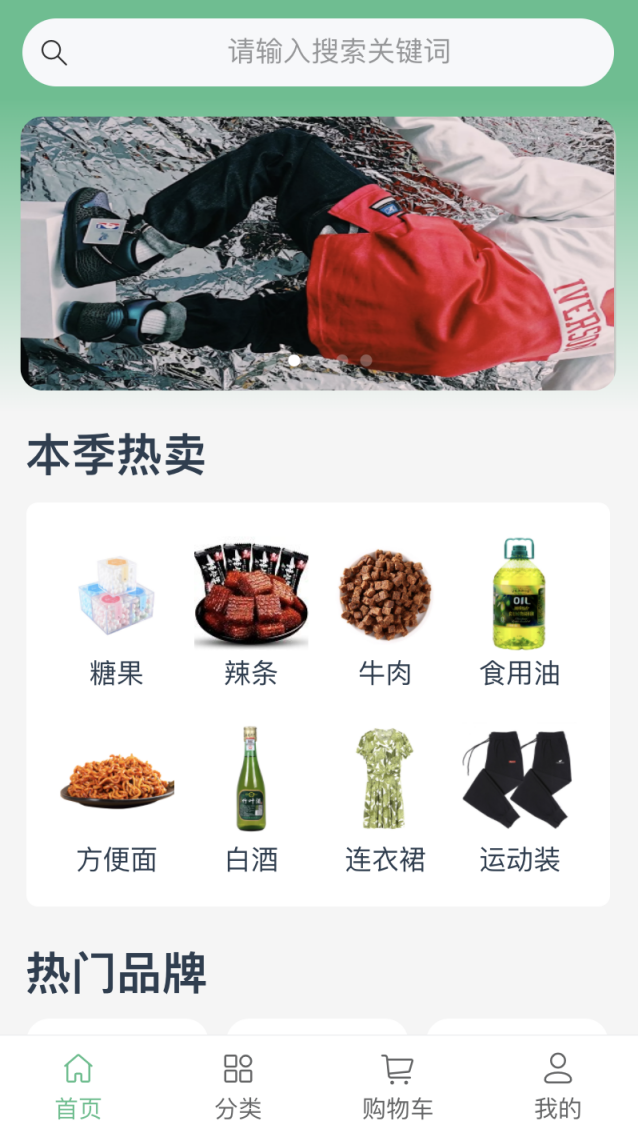 请输入搜索关键词
IVERSON
本季热卖
OIL
糖果
辣条
牛肉
食用油
方便面
白酒
连衣裙
运动装
热门品牌
首页
分类
购物车
我的